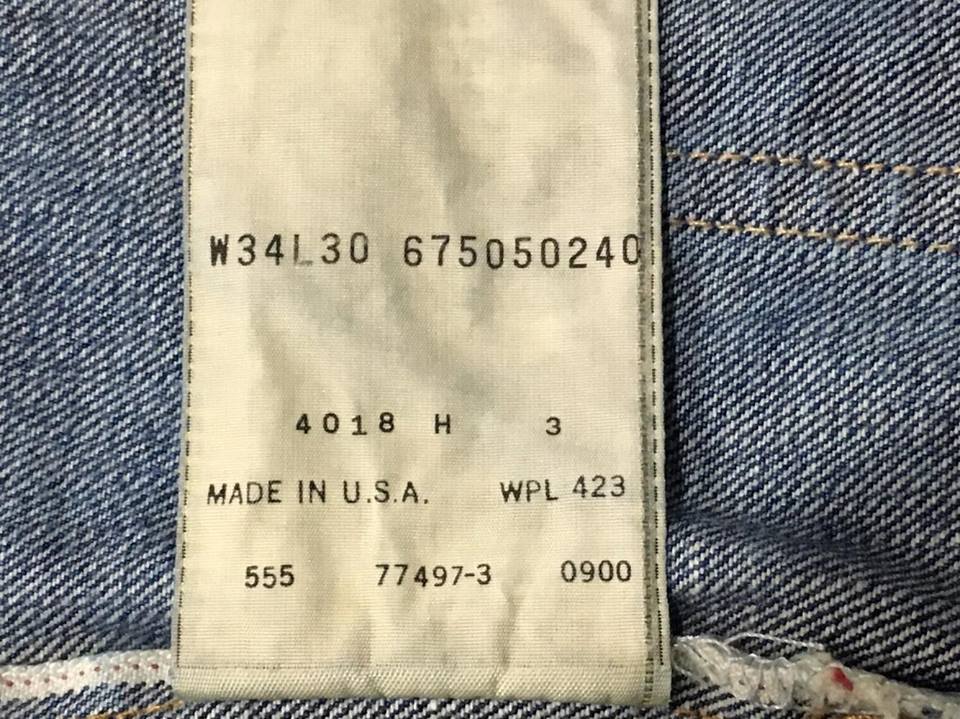 W34L30 675050240
4018 H 3
MADE IN U.S.A. WPL 423
555 77497-3 0900